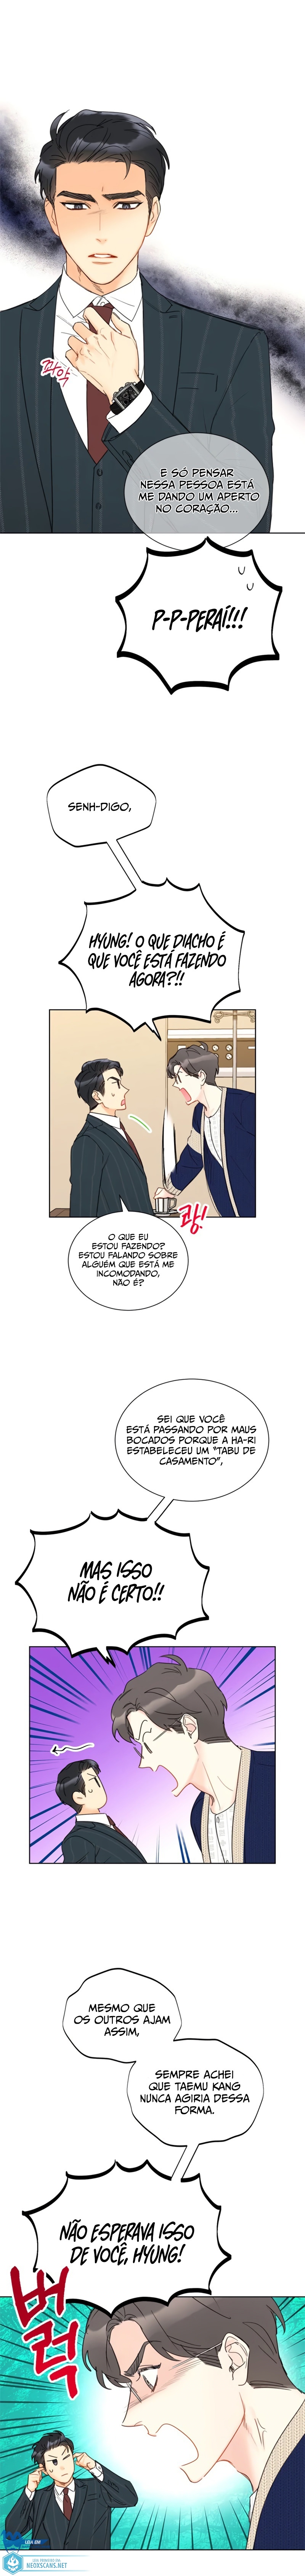 꽈악
E SÓ PENSAR
NESSA PESSOA ESTÁ
ME DANDO UM APERTO
NO CORAÇÃO...
P-P-PERAÍ!!!
SENH-DIGO,
HYUNG! O QUE DIACHO É
QUE VOCÊ ESTÁ FAZENDO
AGORA?!!
쾅!
O QUE EU
ESTOU FAZENDO?
ESTOU FALANDO SOBRE
ALGUÉM QUE ESTÁ ME
INCOMODANDO,
NÃO É?
SEI QUE VOCÊ
ESTÁ PASSANDO POR MAUS
BOCADOS PORQUE A HA-RI
ESTABELECEU UM "TABU DE
CASAMENTO",
MAS ISSO
NÃO É CERTO!!
MESMO QUE
OS OUTROS AJAM
ASSIM,
SEMPRE ACHEI
QUE TAEMU KANG
NUNCA AGIRIA DESSA
FORMA.
NÃO ESPERAVA ISSO
DE VOCÊ, HYUNG!
버럭
LEIA EM
NEOXSCANS.NET